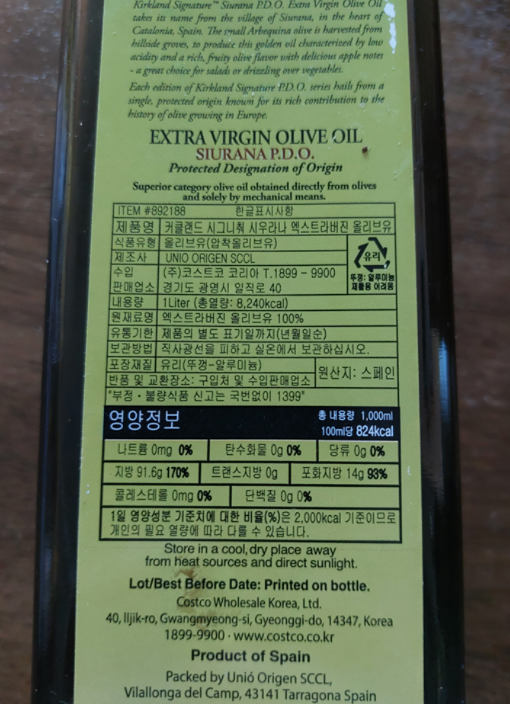 Kirkland Signature™ Siurana P.D.O. Extra Virgin Olive Oil
takes its name from the village of Siurana, in the heart of
Catalonia, Spain. The small Arbequina olive is harvested from
hillside groves, to produce this golden oil characterized by low
acidity and a rich, fruity olive flavor with delicious apple notes
- a great choice for salads or drizzling over vegetables.
Each edition of Kirkland Signature P.D.O. series hails from a
single, protected origin known for its rich contribution to the
history of olive growing in Europe.
EXTRA VIRGIN OLIVE OIL
SIURANA P.D.O.
Protected Designation of Origin
Superior category olive oil obtained directly from olives
and solely by mechanical means.
ITEM #892188 한글표시사항
제품명 커클랜드 시그니춰 시우라나 엑스트라버진 올리브유
식품유형 올리브유(압착올리브유)
제조사 UNIO ORIGEN SCCL
유리
뚜껑: 알루미늄
재활용 어려움
수입 (주)코스트코 코리아 T.1899 - 9900
판매업소 경기도 광명시 일직로 40
내용량 1Liter (총열량: 8,240kcal)
원재료명 엑스트라버진 올리브유 100%
유통기한 제품의 별도 표기일까지(년월일순)
보관방법 직사광선을 피하고 실온에서 보관하십시오.
포장재질 유리(뚜껑-알루미늄)
원산지: 스페인
반품 및 교환장소: 구입처 및 수입판매업소
"부정・불량식품 신고는 국번없이 1399"
영양정보 총 내용량 1,000ml
100ml당 824kcal
나트륨 0mg 0% 탄수화물 0g 0% 당류 0g 0%
지방 91.6g 170% 트랜스지방 0g 포화지방 14g 93%
콜레스테롤 0mg 0% 단백질 0g 0%
1일 영양성분 기준치에 대한 비율(%)은 2,000kcal 기준이므로
개인의 필요 열량에 따라 다를 수 있습니다.
Store in a cool, dry place away
from heat sources and direct sunlight.
Lot/Best Before Date: Printed on bottle.
Costco Wholesale Korea, Ltd.
40, Iljik-ro, Gwangmyeong-si, Gyeonggi-do, 14347, Korea
1899-9900 · www.costco.co.kr
Product of Spain
Packed by Unió Origen SCCL,
Vilallonga del Camp, 43141 Tarragona Spain